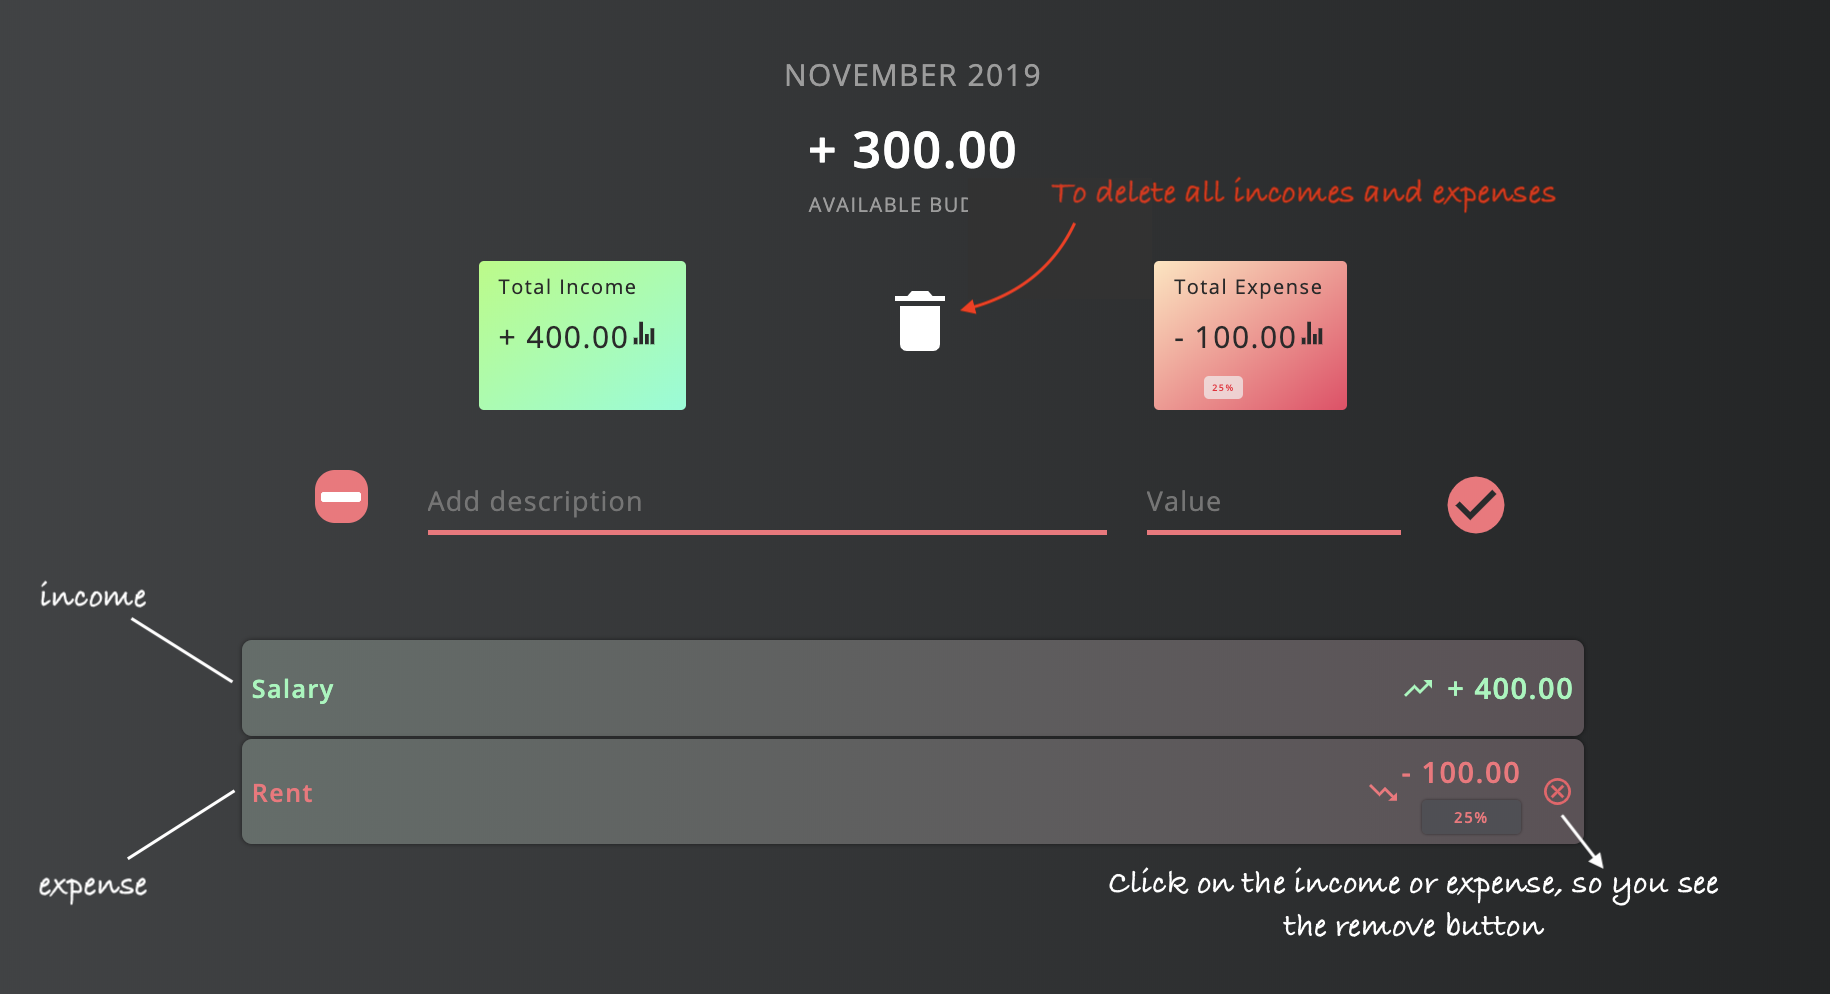 NOVEMBER 2019
+ 300.00
To delete all incomes and expenses
AVAILABLE BUD
Total Income
+ 400.00
Total Expense
- 100.00
25%
Add description
Value
income
Salary
+ 400.00
Rent
- 100.00
25%
expense
Click on the income or expense, so you see
the remove button